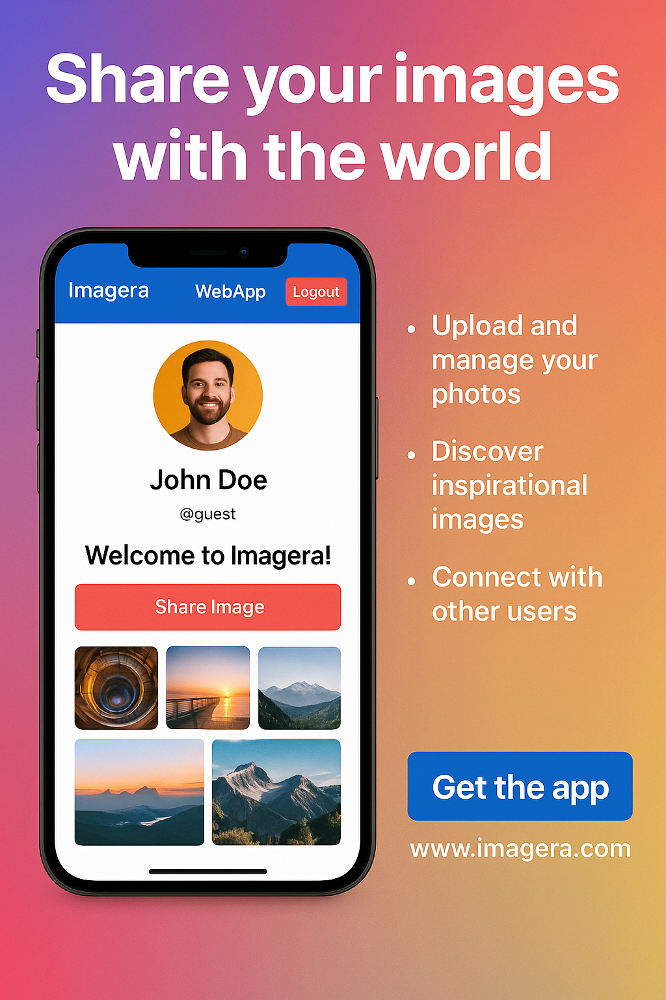 Share your images
with the world
Imagera
WebApp
Logout
John Doe
@guest
Welcome to Imagera!
Share Image
• Upload and
manage your
photos
• Discover
inspirational
images
• Connect with
other users
Get the app
www.imagera.com